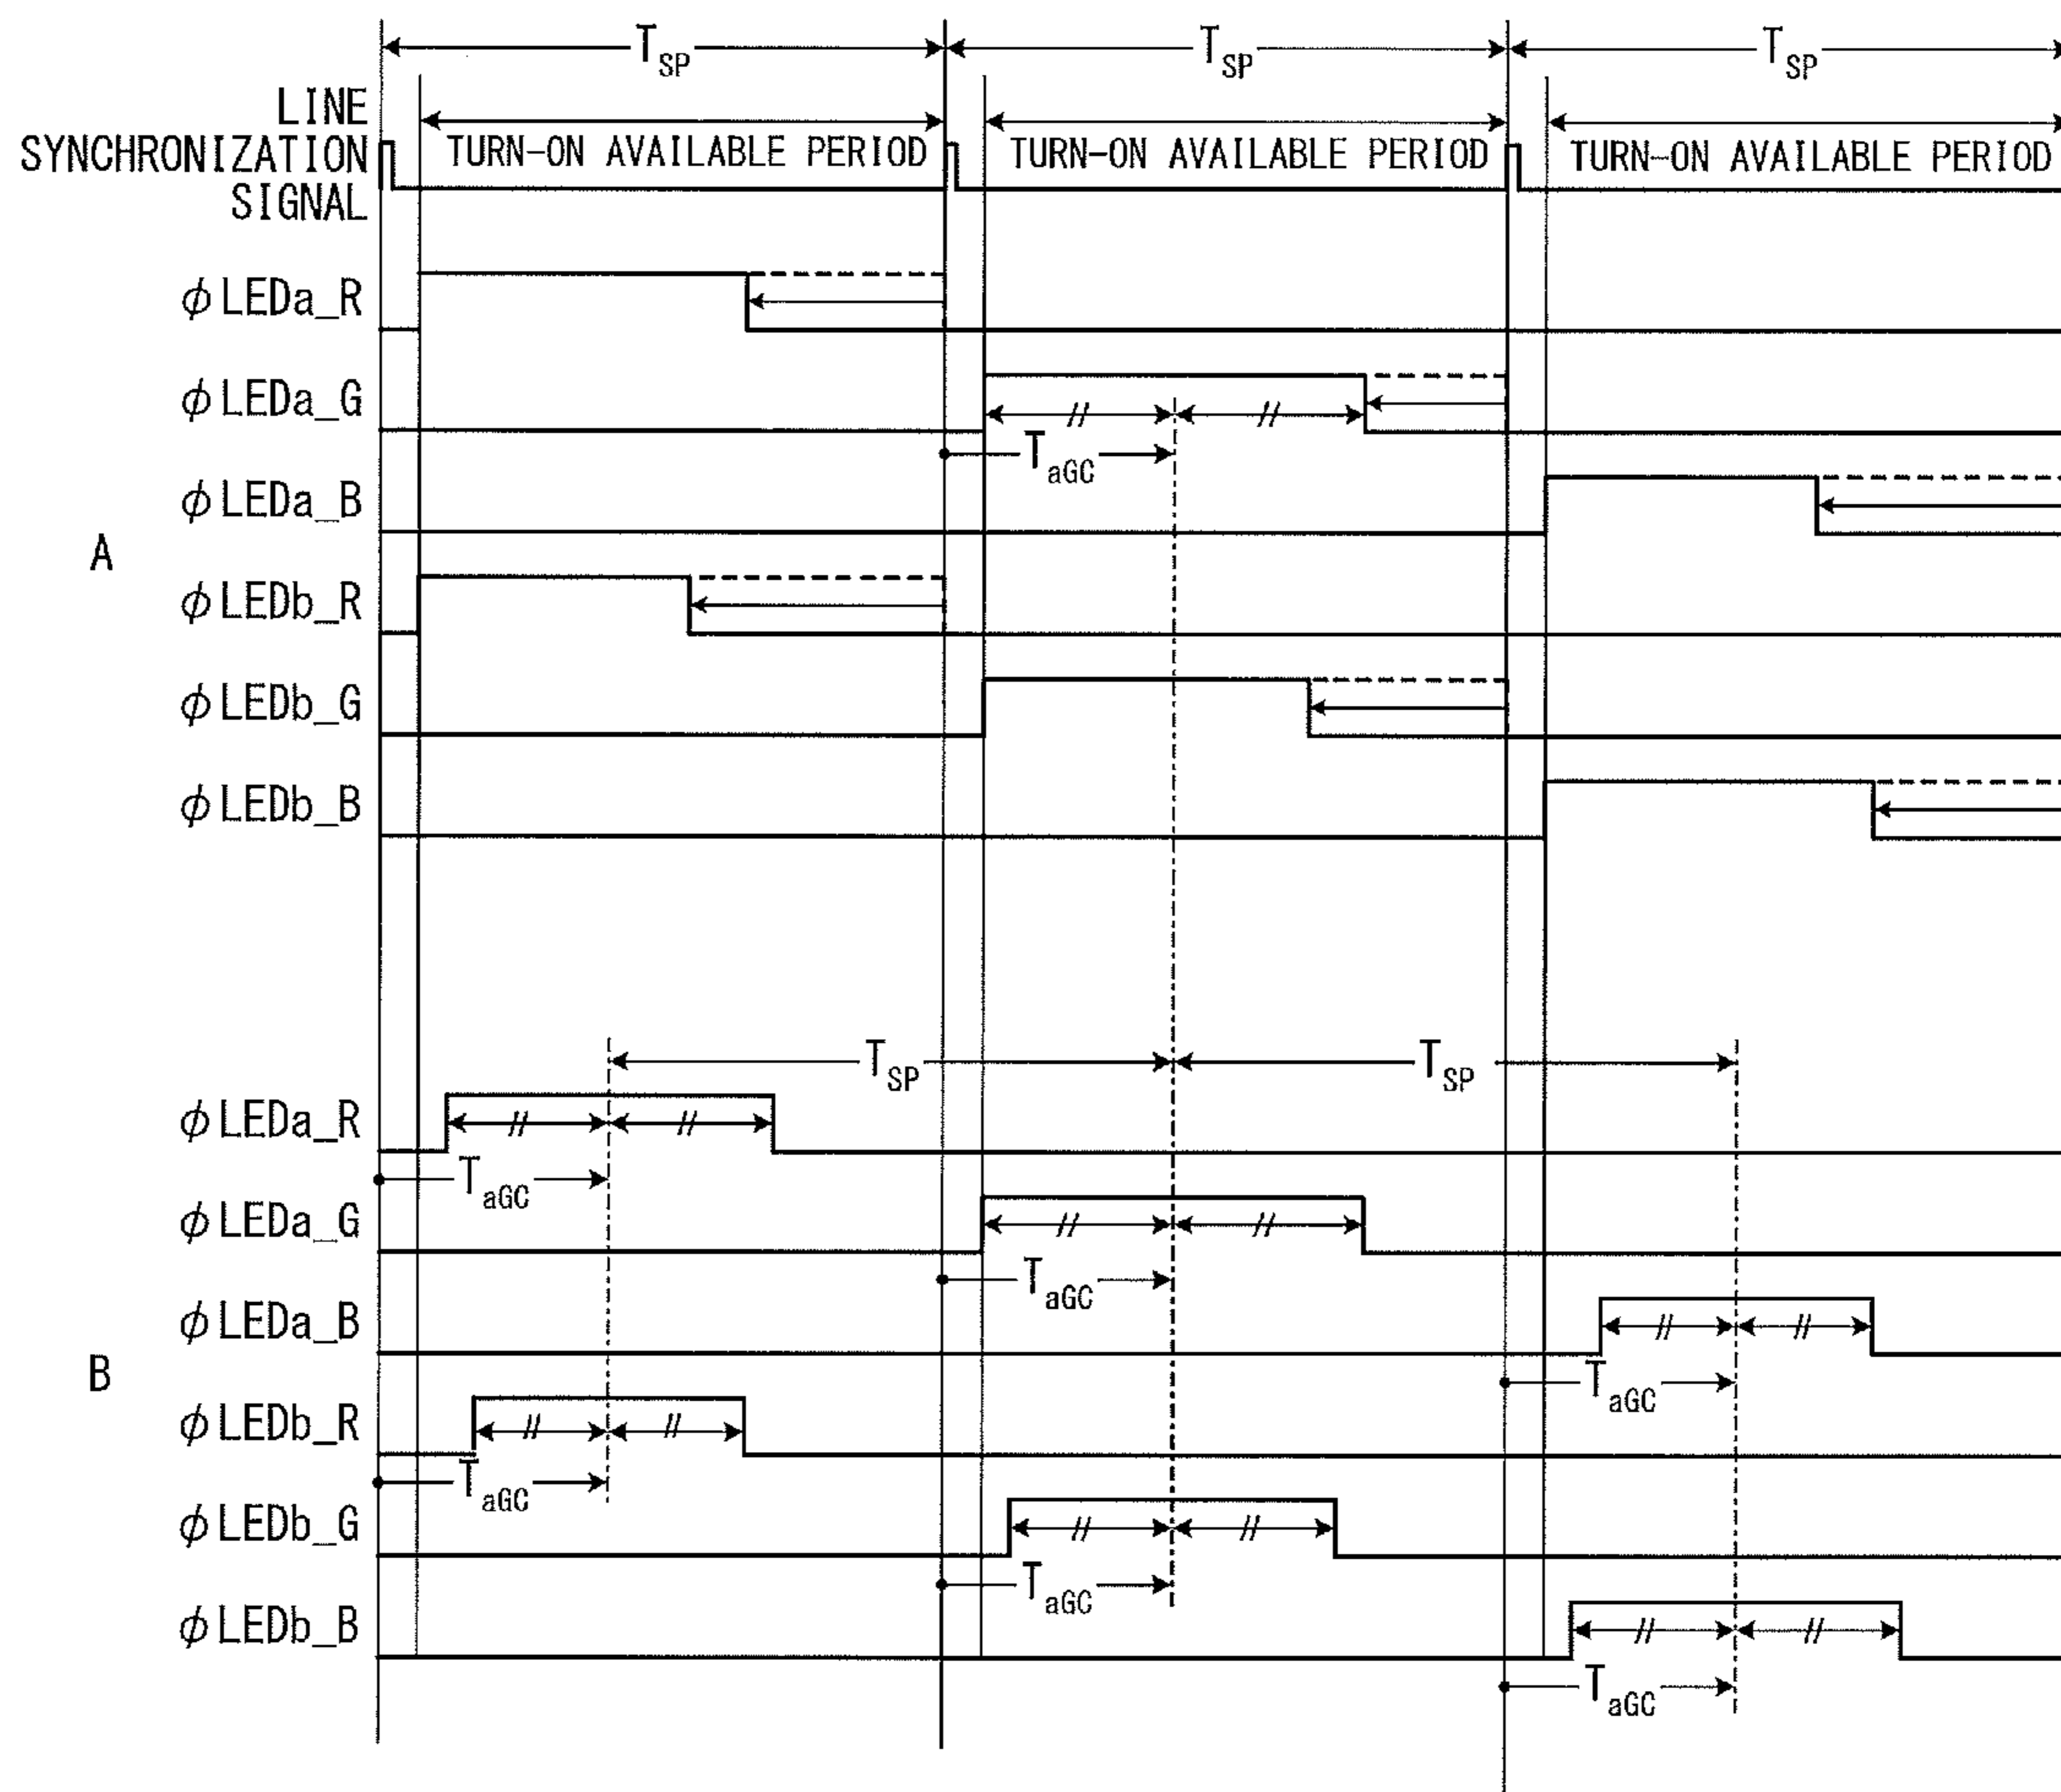 T_SP T_SP T_SP
LINE
SYNCHRONIZATION
SIGNAL
TURN-ON AVAILABLE PERIOD TURN-ON AVAILABLE PERIOD TURN-ON AVAILABLE PERIOD
φLEDa_R
φLEDa_G
T_aGC
φLEDa_B
A
φLEDb_R
φLEDb_G
φLEDb_B
T_SP T_SP
φLEDa_R
T_aGC
φLEDa_G
T_aGC
φLEDa_B
B
T_aGC
φLEDb_R
T_aGC
φLEDb_G
T_aGC
φLEDb_B
T_aGC